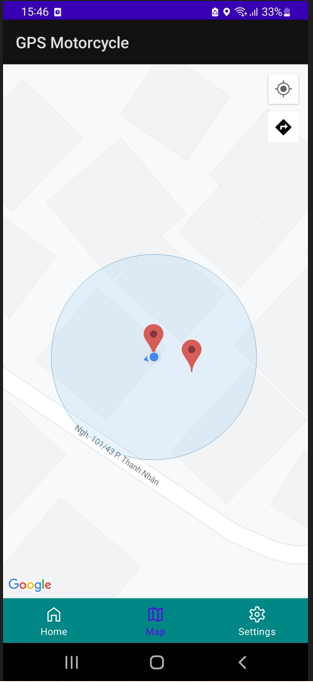 15:46
33%
GPS Motorcycle
Ngh. 101/43 P. Thanh Nhàn
Google
Home
Map
Settings